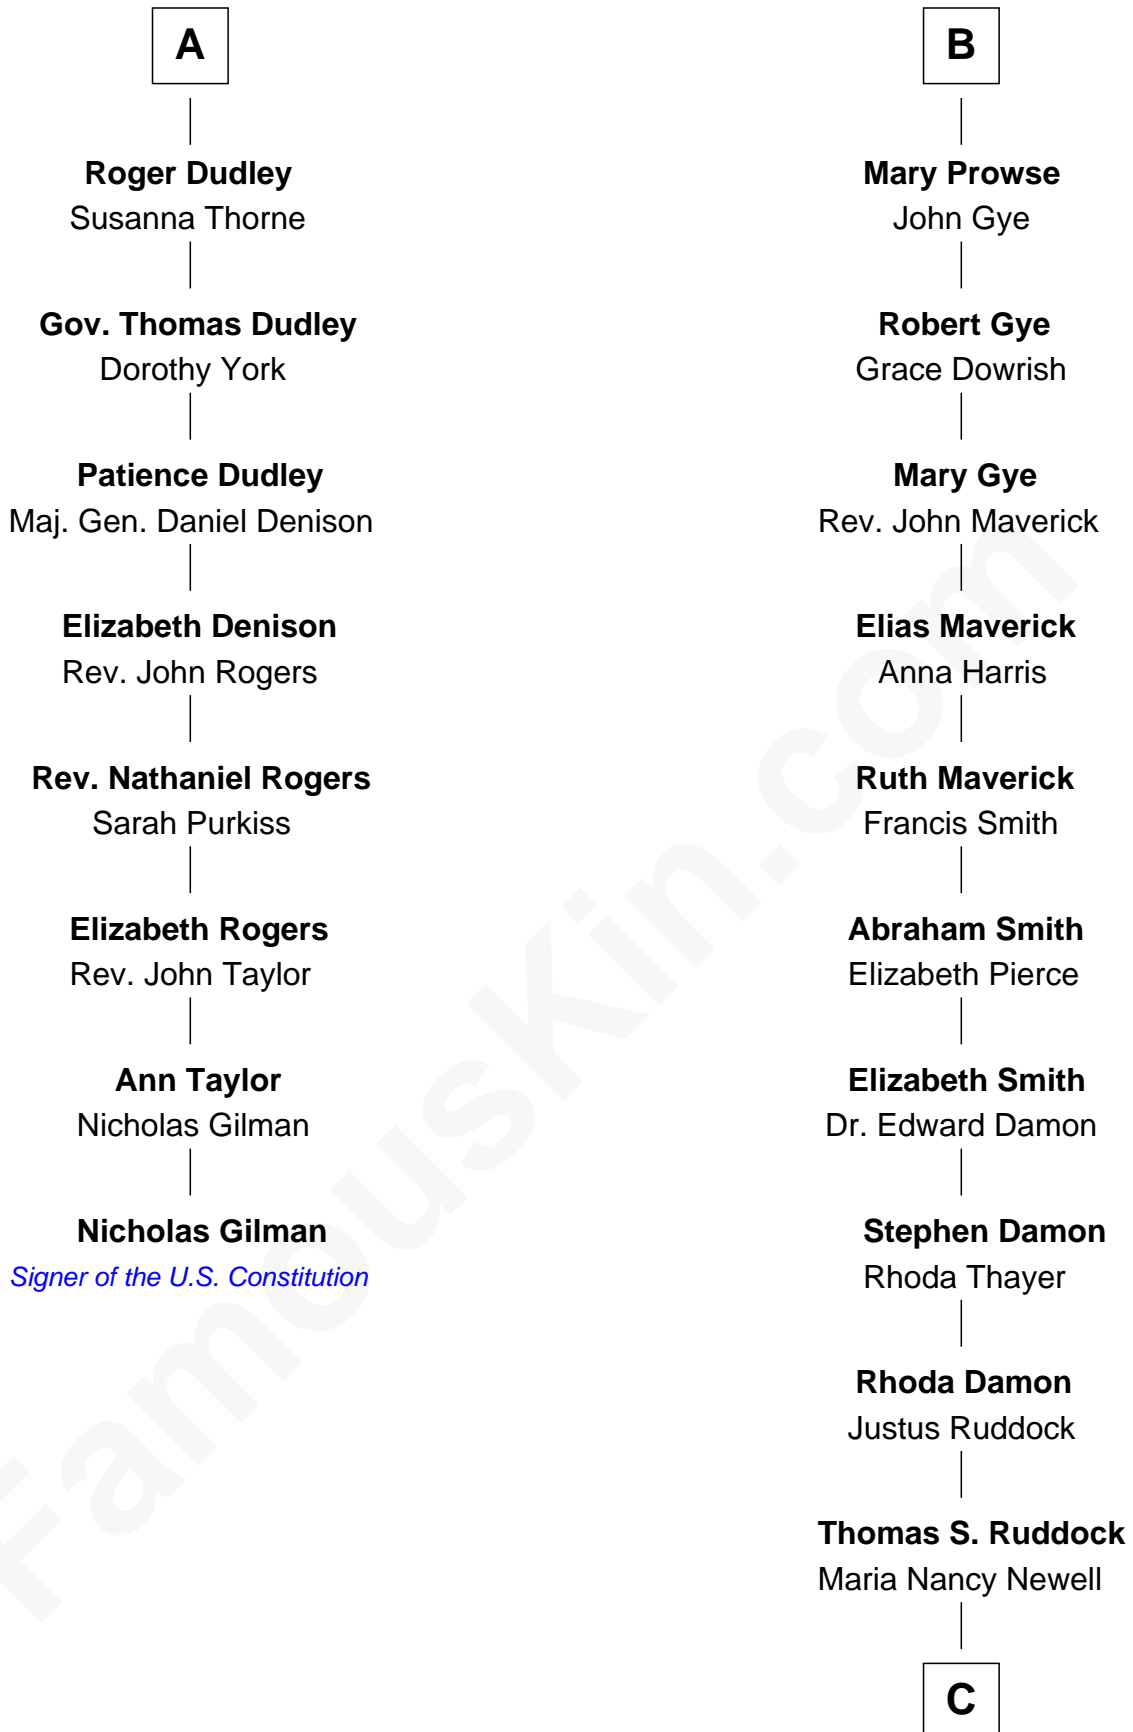 A
Roger Dudley
Susanna Thorne
Gov. Thomas Dudley
Dorothy York
Patience Dudley
Maj. Gen. Daniel Denison
Elizabeth Denison
Rev. John Rogers
Rev. Nathaniel Rogers
Sarah Purkiss
Elizabeth Rogers
Rev. John Taylor
Ann Taylor
Nicholas Gilman
Nicholas Gilman
Signer of the U.S. Constitution
B
Mary Prowse
John Gye
Robert Gye
Grace Dowrish
Mary Gye
Rev. John Maverick
Elias Maverick
Anna Harris
Ruth Maverick
Francis Smith
Abraham Smith
Elizabeth Pierce
Elizabeth Smith
Dr. Edward Damon
Stephen Damon
Rhoda Thayer
Rhoda Damon
Justus Ruddock
Thomas S. Ruddock
Maria Nancy Newell
C
FamousKin.com